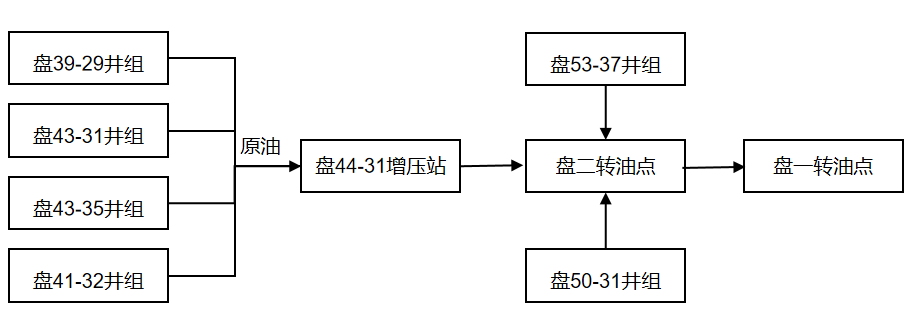 盘39-29井组
盘43-31井组
盘43-35井组
盘41-32井组
原油
盘44-31增压站
盘53-37井组
盘二转油点
盘50-31井组
盘一转油点